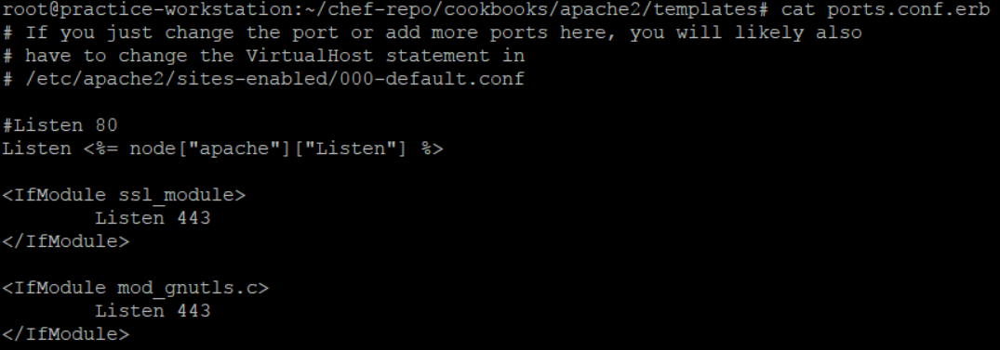 root@practice-workstation:~/chef-repo/cookbooks/apache2/templates# cat ports.conf.erb
# If you just change the port or add more ports here, you will likely also
# have to change the VirtualHost statement in
# /etc/apache2/sites-enabled/000-default.conf
#Listen 80
Listen <%= node["apache"]["Listen"] %>
<IfModule ssl_module>
Listen 443
</IfModule>
<IfModule mod_gnutls.c>
Listen 443
</IfModule>